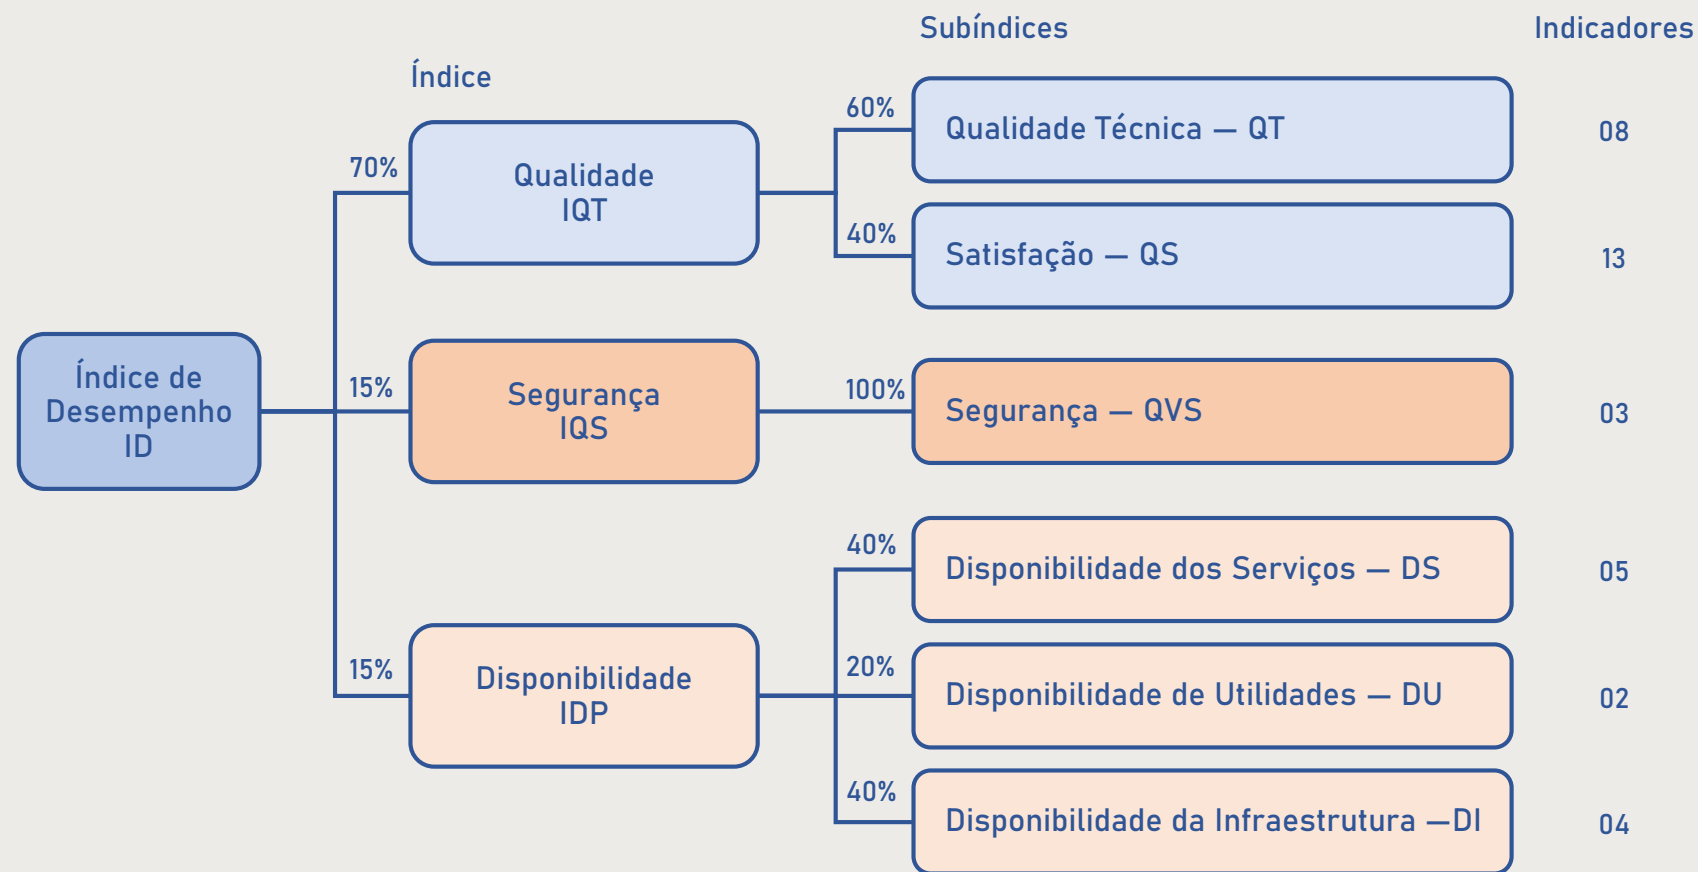 Subíndices
Indicadores
Índice
60%
Qualidade Técnica — QT
08
70%
Qualidade
IQT
40%
Satisfação — QS
13
Índice de
Desempenho
ID
15%
Segurança
IQS
100%
Segurança — QVS
03
40%
Disponibilidade dos Serviços — DS
05
15%
Disponibilidade
IDP
20%
Disponibilidade de Utilidades — DU
02
40%
Disponibilidade da Infraestrutura —DI
04